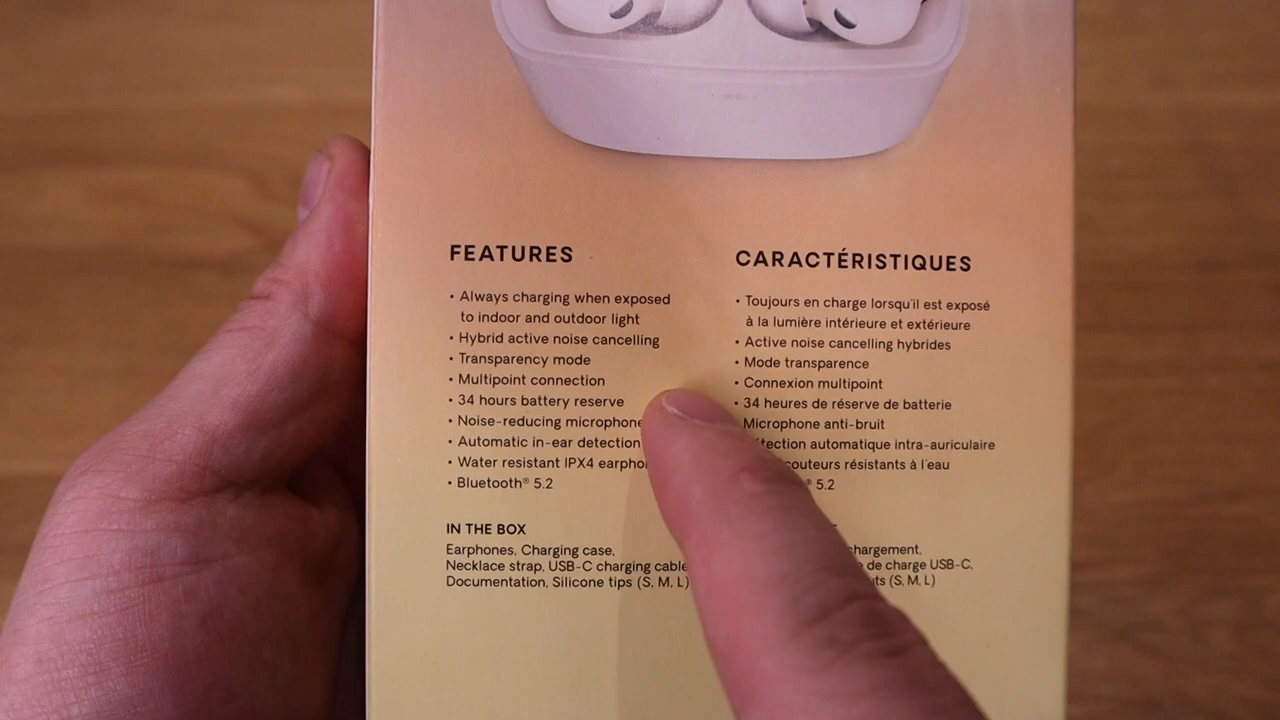 FEATURES
• Always charging when exposed
to indoor and outdoor light
• Hybrid active noise cancelling
• Transparency mode
• Multipoint connection
• 34 hours battery reserve
• Noise-reducing microphone
• Automatic in-ear detection
• Water resistant IPX4
• Bluetooth® 5.2
IN THE BOX
Earphones, Charging case,
Necklace strap, USB-C charging cable
Documentation, Silicone tips (S, M, L)
CARACTÉRISTIQUES
• Toujours en charge lorsqu'il est exposé
à la lumière intérieure et extérieure
• Active noise cancelling hybrides
• Mode transparence
• Connexion multipoint
• 34 heures de réserve de batterie
Microphone anti-bruit
automatique intra-auriculaire
résistants à l'eau
® 5.2
de charge USB-C,
(S, M, L)